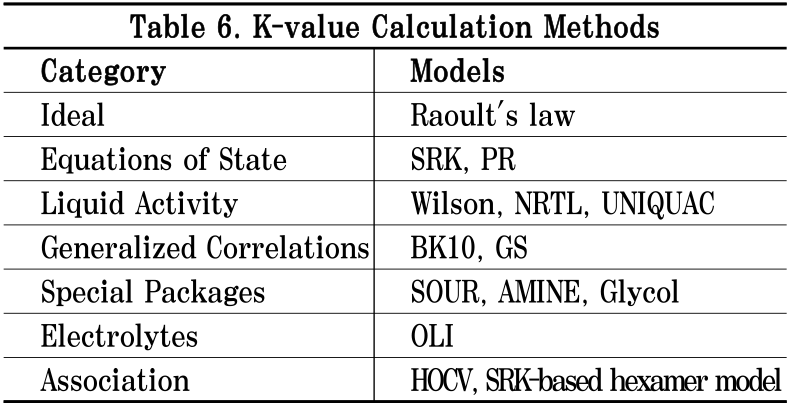 Table 6. K-value Calculation Methods
Category Models
Ideal Raoult′s law
Equations of State SRK, PR
Liquid Activity Wilson, NRTL, UNIQUAC
Generalized Correlations BK10, GS
Special Packages SOUR, AMINE, Glycol
Electrolytes OLI
Association HOCV, SRK-based hexamer model